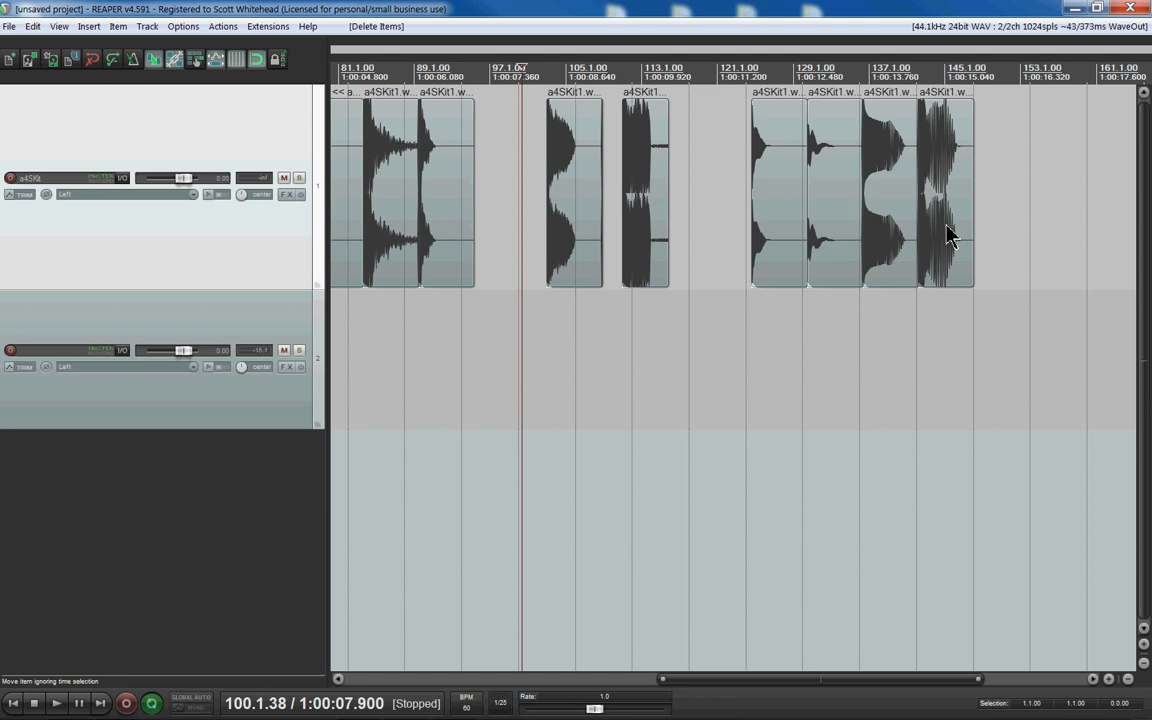 [unsaved project] - REAPER v4.591 - Registered to Scott Whitehead (Licensed for personal/small business use)
File Edit View Insert Item Track Options Actions Extensions Help [Delete Items] [44.1kHz 24bit WAV : 2/2ch 1024spls ~43/373ms WaveOut]
81.1.00 89.1.00 97.1.00 105.1.00 113.1.00 121.1.00 129.1.00 137.1.00 145.1.00 153.1.00 161.1.00
1:00:04.800 1:00:06.080 1:00:07.360 1:00:08.640 1:00:09.920 1:00:11.200 1:00:12.480 1:00:13.760 1:00:15.040 1:00:16.320 1:00:17.600
<< a... a4SKit1.w... a4SKit1.w... a4SKit1.w... a4SKit1... a4SKit1.w... a4SKit1.w... a4SKit1.w... a4SKit1.w...
a4SKit I/O 0.00 -inf M S 1
TRIM Left center FX
I/O 0.00 -15.1 M S 2
TRIM Left center FX
Move item ignoring time selection
GLOBAL AUTO
NONE
100.1.38 / 1:00:07.900 [Stopped]
BPM
60
1/25
Rate: 1.0
Selection: 1.1.00 1.1.00 0.0.00